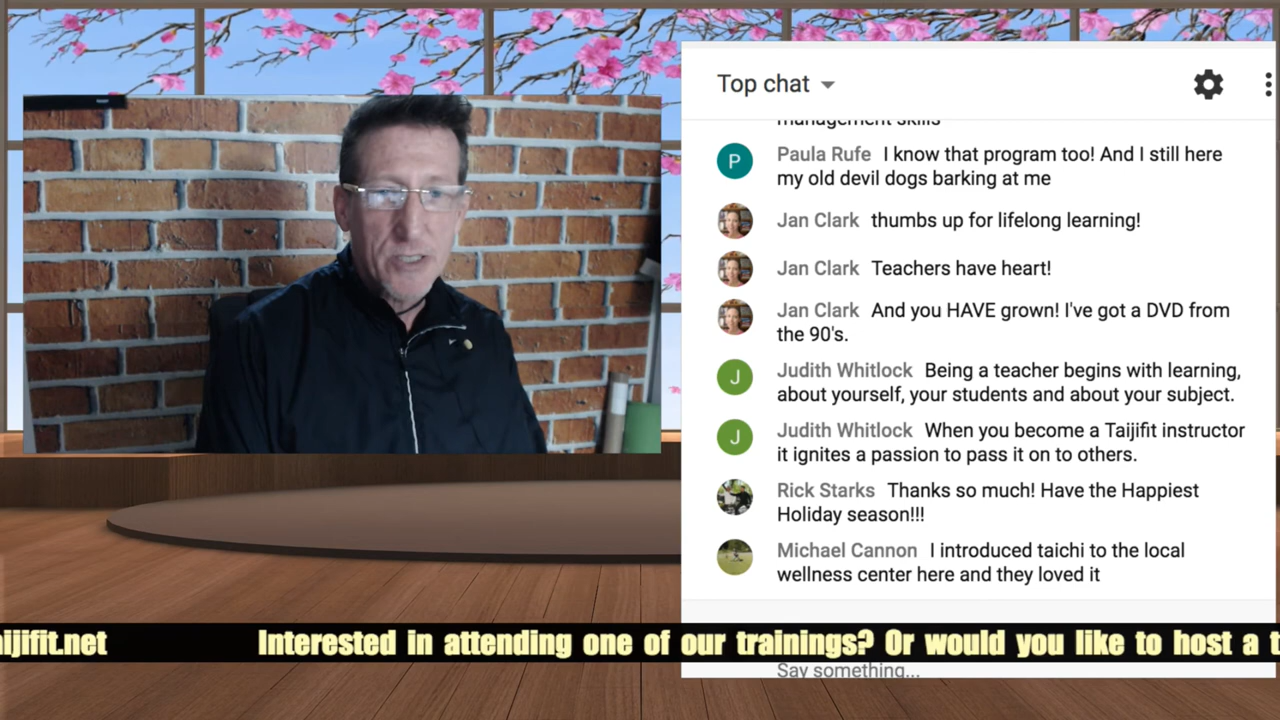 Top chat
management skills
Paula Rufe I know that program too! And I still here
my old devil dogs barking at me
Jan Clark thumbs up for lifelong learning!
Jan Clark Teachers have heart!
Jan Clark And you HAVE grown! I've got a DVD from
the 90's.
Judith Whitlock Being a teacher begins with learning,
about yourself, your students and about your subject.
Judith Whitlock When you become a Taijifit instructor
it ignites a passion to pass it on to others.
Rick Starks Thanks so much! Have the Happiest
Holiday season!!!
Michael Cannon I introduced taichi to the local
wellness center here and they loved it
P
J
J
aijifit.net Interested in attending one of our trainings? Or would you like to host a t
Say something...